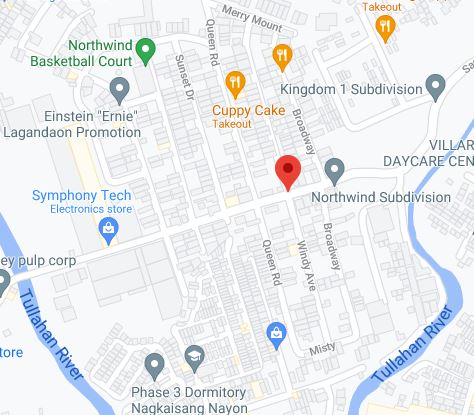 Merry Mount
Takeout
Takeout
Northwind
Basketball Court
Queen Rd
Sunset Dr
Kingdom 1 Subdivision
Einstein "Ernie"
Lagandaon Promotion
Cuppy Cake
Takeout
Broadway
VILLAR
DAYCARE CEN
Symphony Tech
Electronics store
Northwind Subdivision
ey pulp corp
Queen Rd
Windy Ave
Broadway
Tullahan River
Tullahan River
Store
Misty
Phase 3 Dormitory
Nagkaisang Nayon